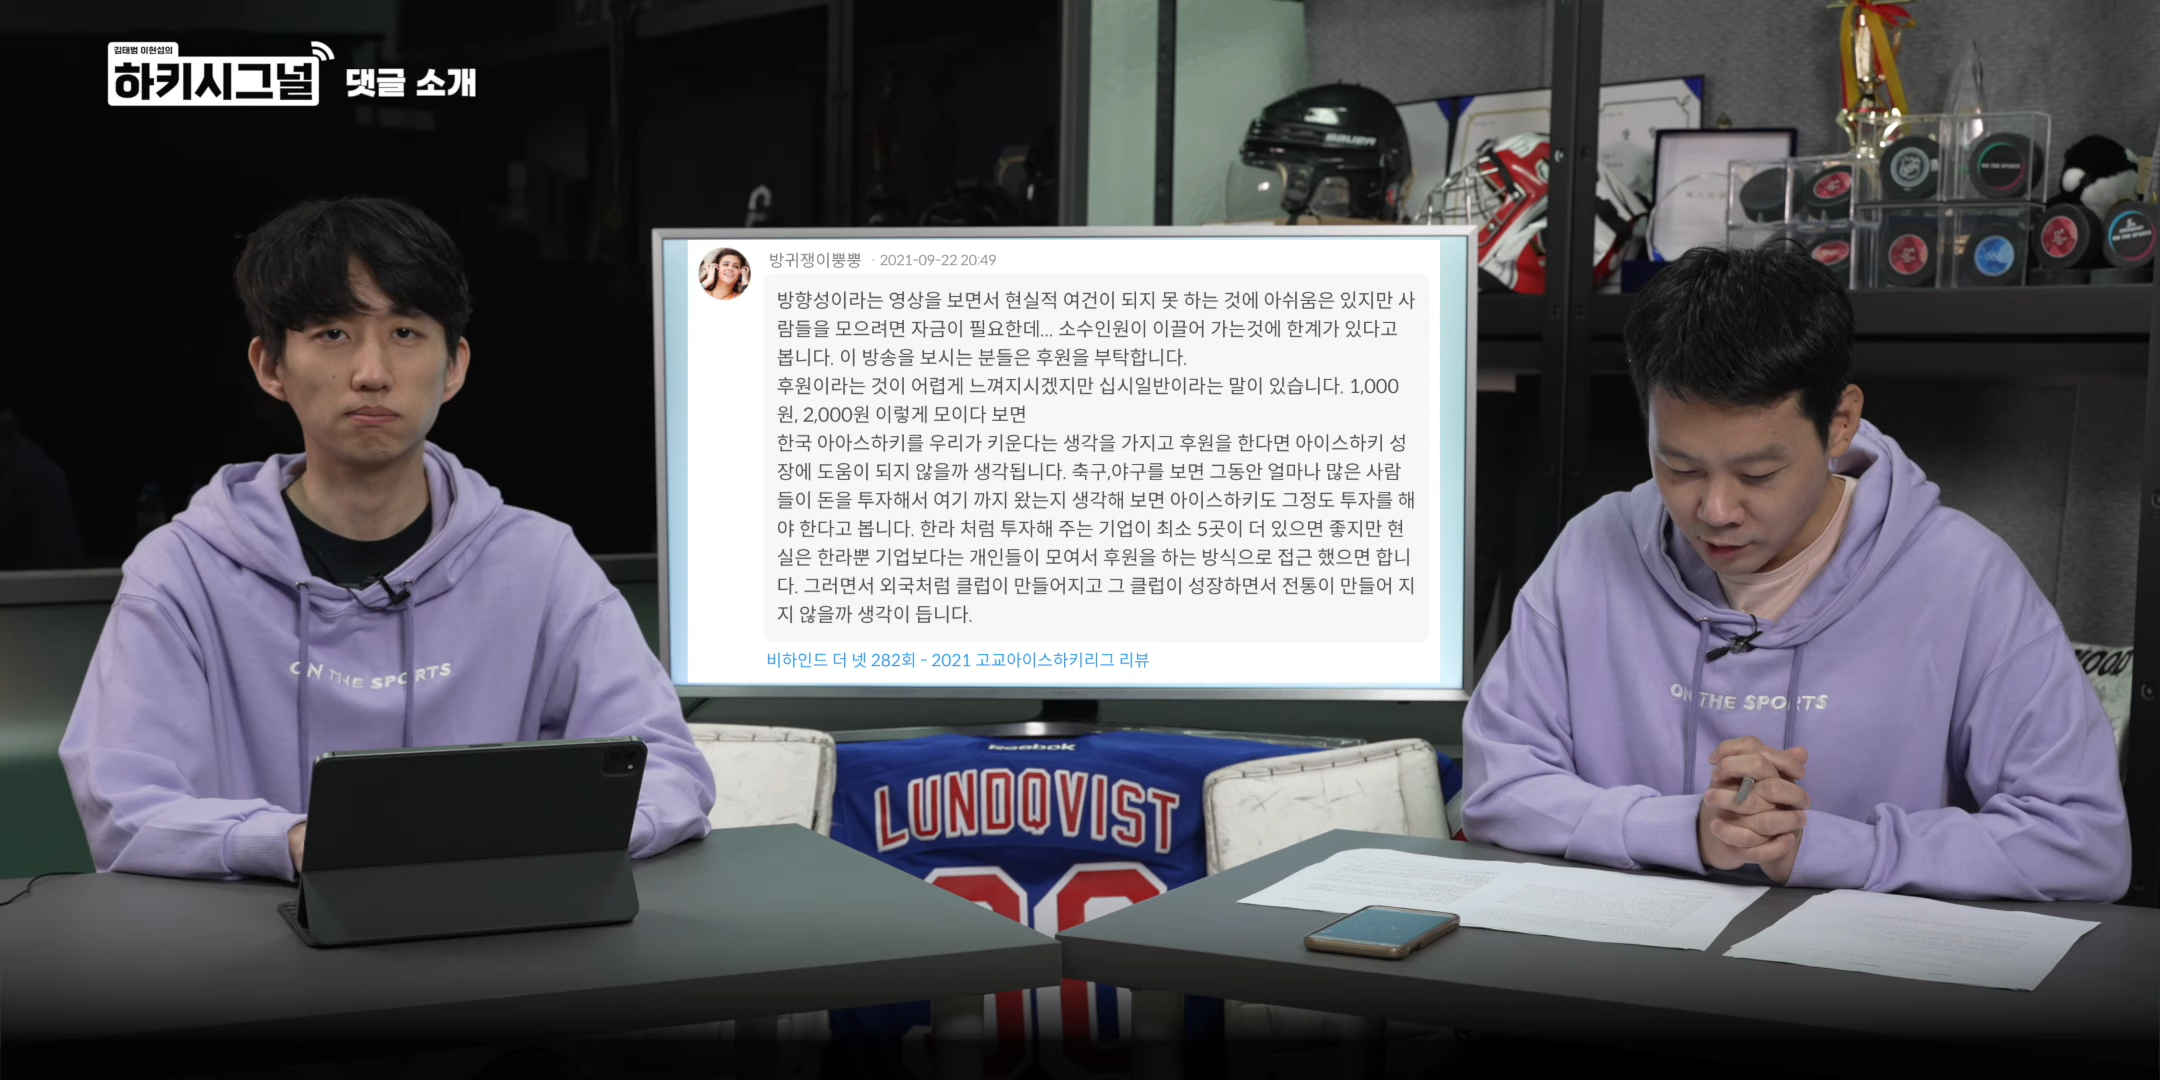 김태범 이현섭의
하키시그널 댓글 소개
BAUER
방귀쟁이뿡뿡 · 2021-09-22 20:49
방향성이라는 영상을 보면서 현실적 여건이 되지 못 하는 것에 아쉬움은 있지만 사
람들을 모으려면 자금이 필요한데... 소수인원이 이끌어 가는것에 한계가 있다고
봅니다. 이 방송을 보시는 분들은 후원을 부탁합니다.
후원이라는 것이 어렵게 느껴지시겠지만 십시일반이라는 말이 있습니다. 1,000
원, 2,000원 이렇게 모이다 보면
한국 아아스하키를 우리가 키운다는 생각을 가지고 후원을 한다면 아이스하키 성
장에 도움이 되지 않을까 생각됩니다. 축구,야구를 보면 그동안 얼마나 많은 사람
들이 돈을 투자해서 여기 까지 왔는지 생각해 보면 아이스하키도 그정도 투자를 해
야 한다고 봅니다. 한라 처럼 투자해 주는 기업이 최소 5곳이 더 있으면 좋지만 현
실은 한라뿐 기업보다는 개인들이 모여서 후원을 하는 방식으로 접근 했으면 합니
다. 그러면서 외국처럼 클럽이 만들어지고 그 클럽이 성장하면서 전통이 만들어 지
지 않을까 생각이 듭니다.
비하인드 더 넷 282회 - 2021 고교아이스하키리그 리뷰
ON THE SPORTS
ON THE SPORTS
Reebok
LUNDQVIST
30